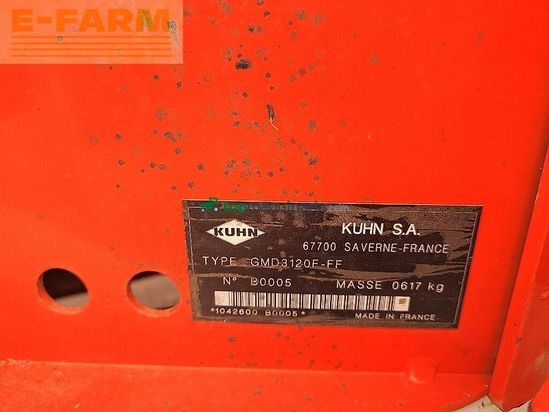 E-FARM
KUHN
KUHN S.A.
67700 SAVERNE-FRANCE
TYPE GMD3120F-FF
N° B0005 MASSE 0617 kg
*1042600 B0005*
MADE IN FRANCE